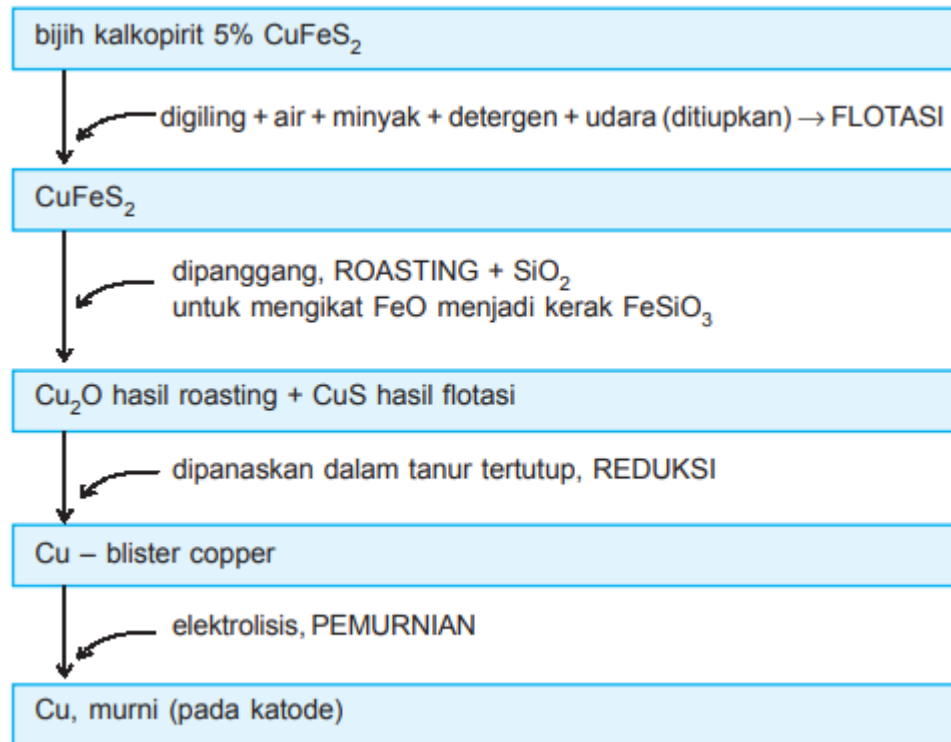 bijih kalkopirit 5% CuFeS₂
digiling + air + minyak + detergen + udara (ditiupkan) → FLOTASI
CuFeS₂
dipanggang, ROASTING + SiO₂
untuk mengikat FeO menjadi kerak FeSiO₃
Cu₂O hasil roasting + CuS hasil flotasi
dipanaskan dalam tanur tertutup, REDUKSI
Cu – blister copper
elektrolisis, PEMURNIAN
Cu, murni (pada katode)